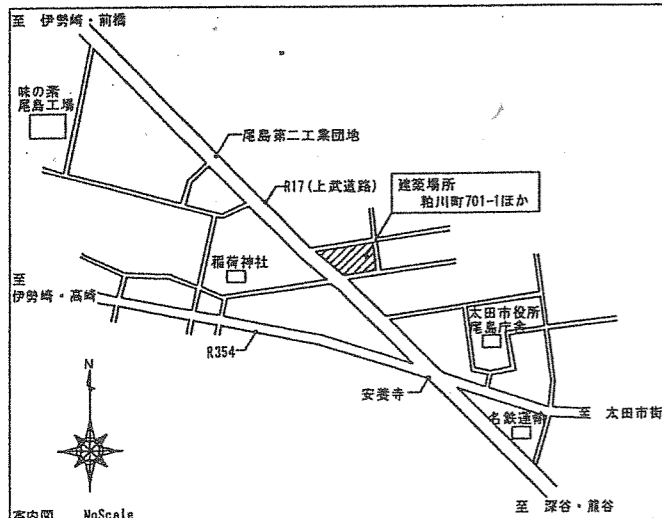 至 伊勢崎・前橋
味の素
尾島工場
尾島第二工業団地
R17(上武道路)
建築場所
粕川町701-1ほか
稲荷神社
至
伊勢崎・高崎
太田市役所
尾島庁舎
R354
安養寺
至 太田市街
名鉄運輸
N
至 深谷・熊谷
案内図 NoScale